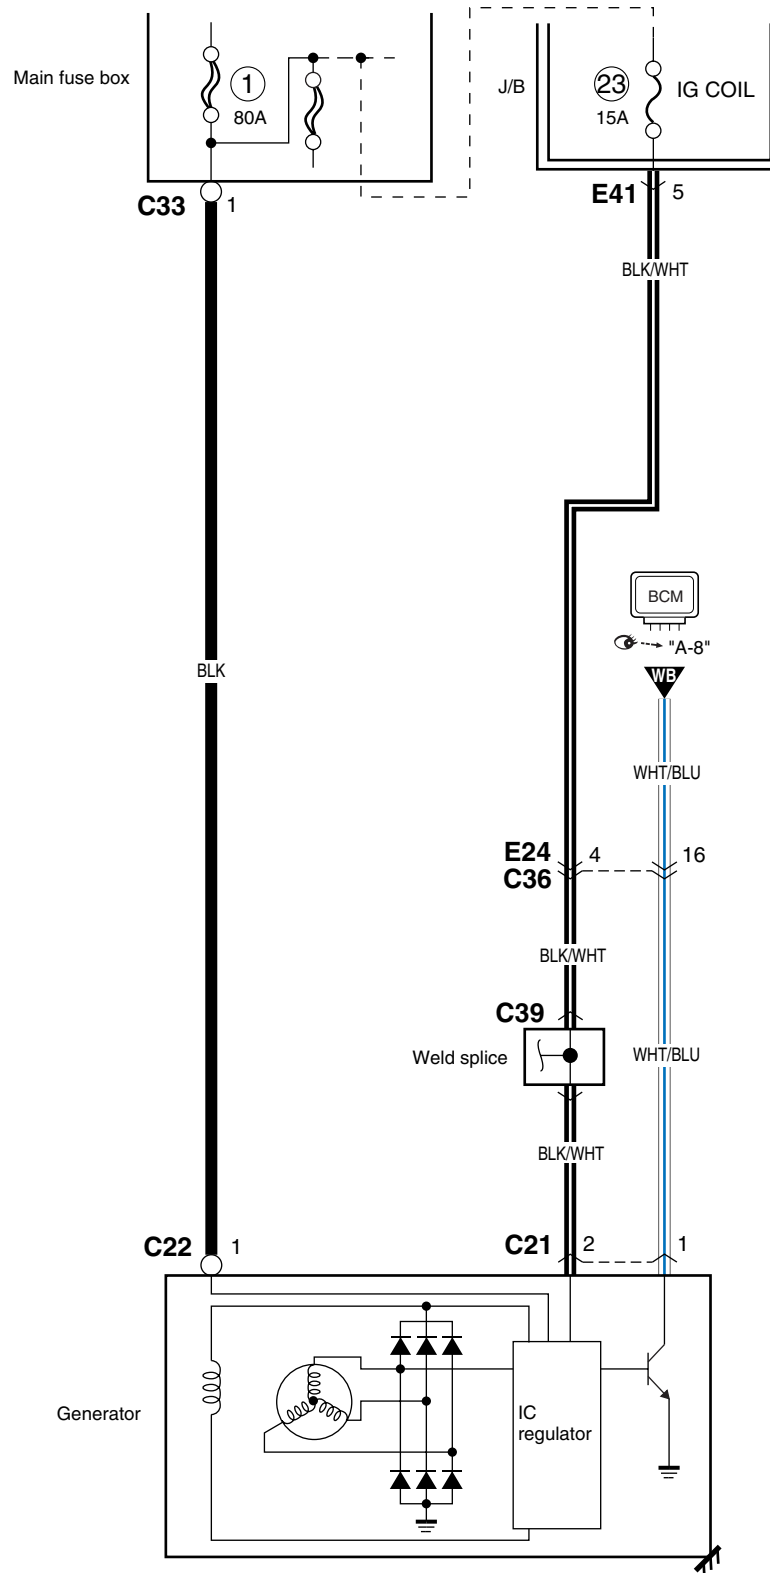 Main fuse box
1
80A
J/B
23
15A
IG COIL
C33
1
E41
5
BLK/WHT
BCM
"A-8"
WB
BLK
WHT/BLU
E24
4
16
C36
BLK/WHT
C39
Weld splice
WHT/BLU
BLK/WHT
C22
1
C21
2
1
Generator
IC
regulator